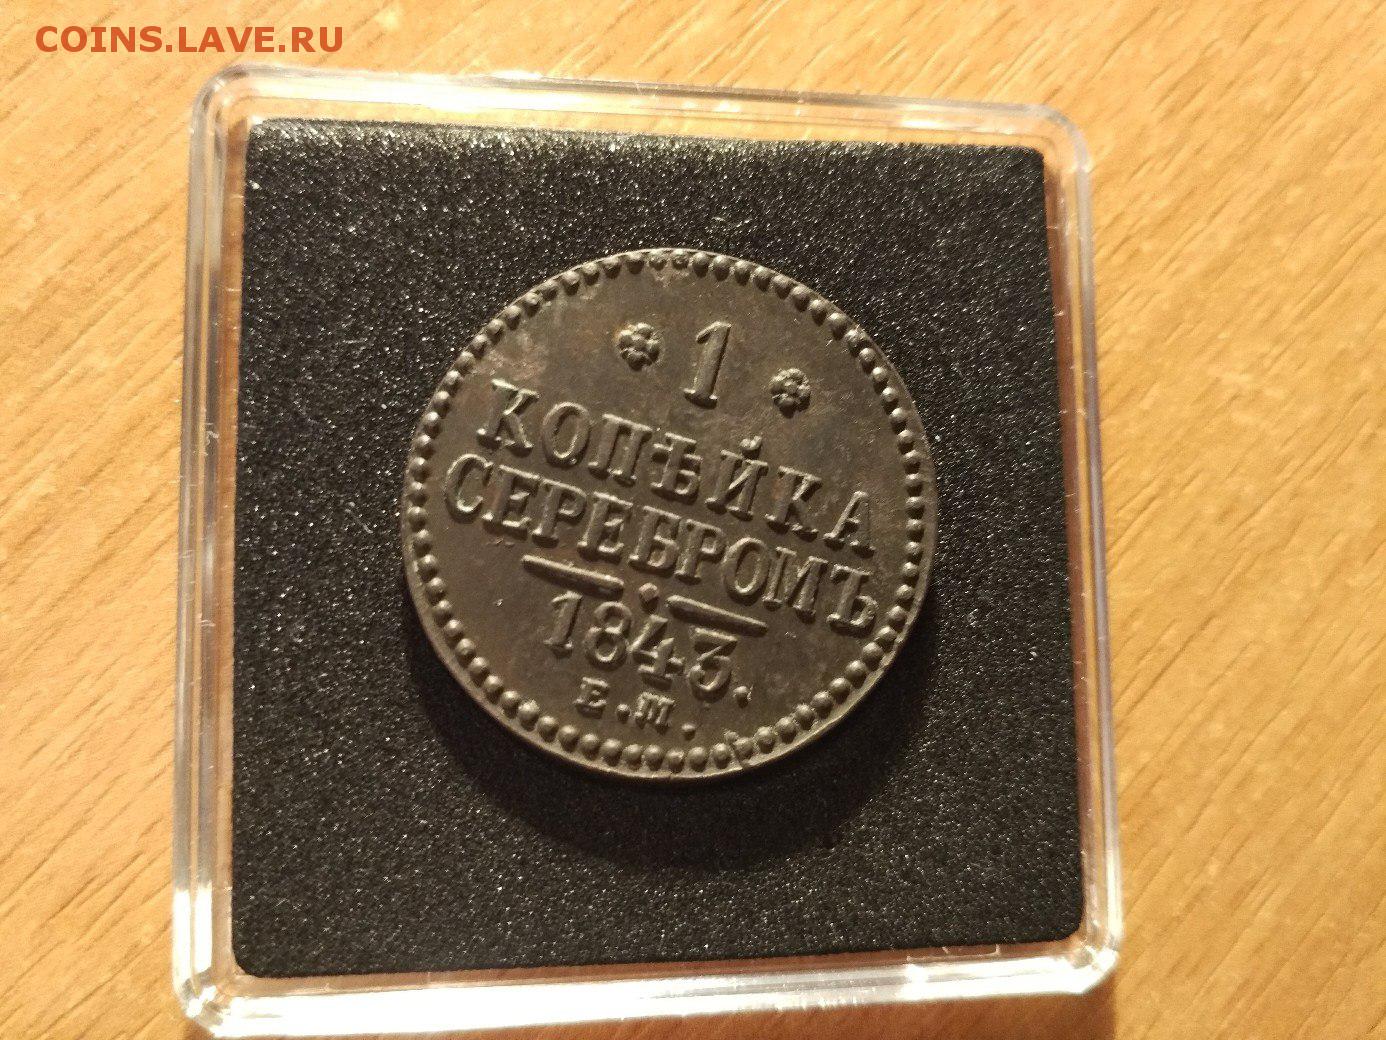 COINS.LAVE.RU
1
КОПѢЙКА
СЕРЕБРОМЪ
1843.
Е.М.